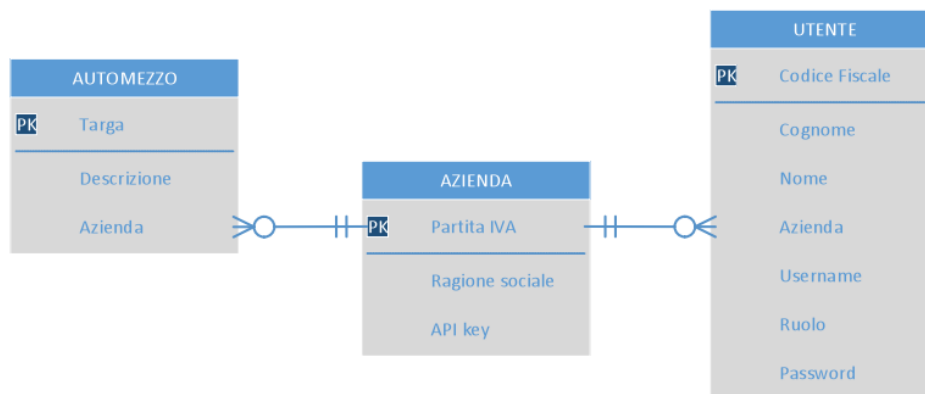 AUTOMEZZO
PK Targa
Descrizione
Azienda
AZIENDA
PK Partita IVA
Ragione sociale
API key
UTENTE
PK Codice Fiscale
Cognome
Nome
Azienda
Username
Ruolo
Password